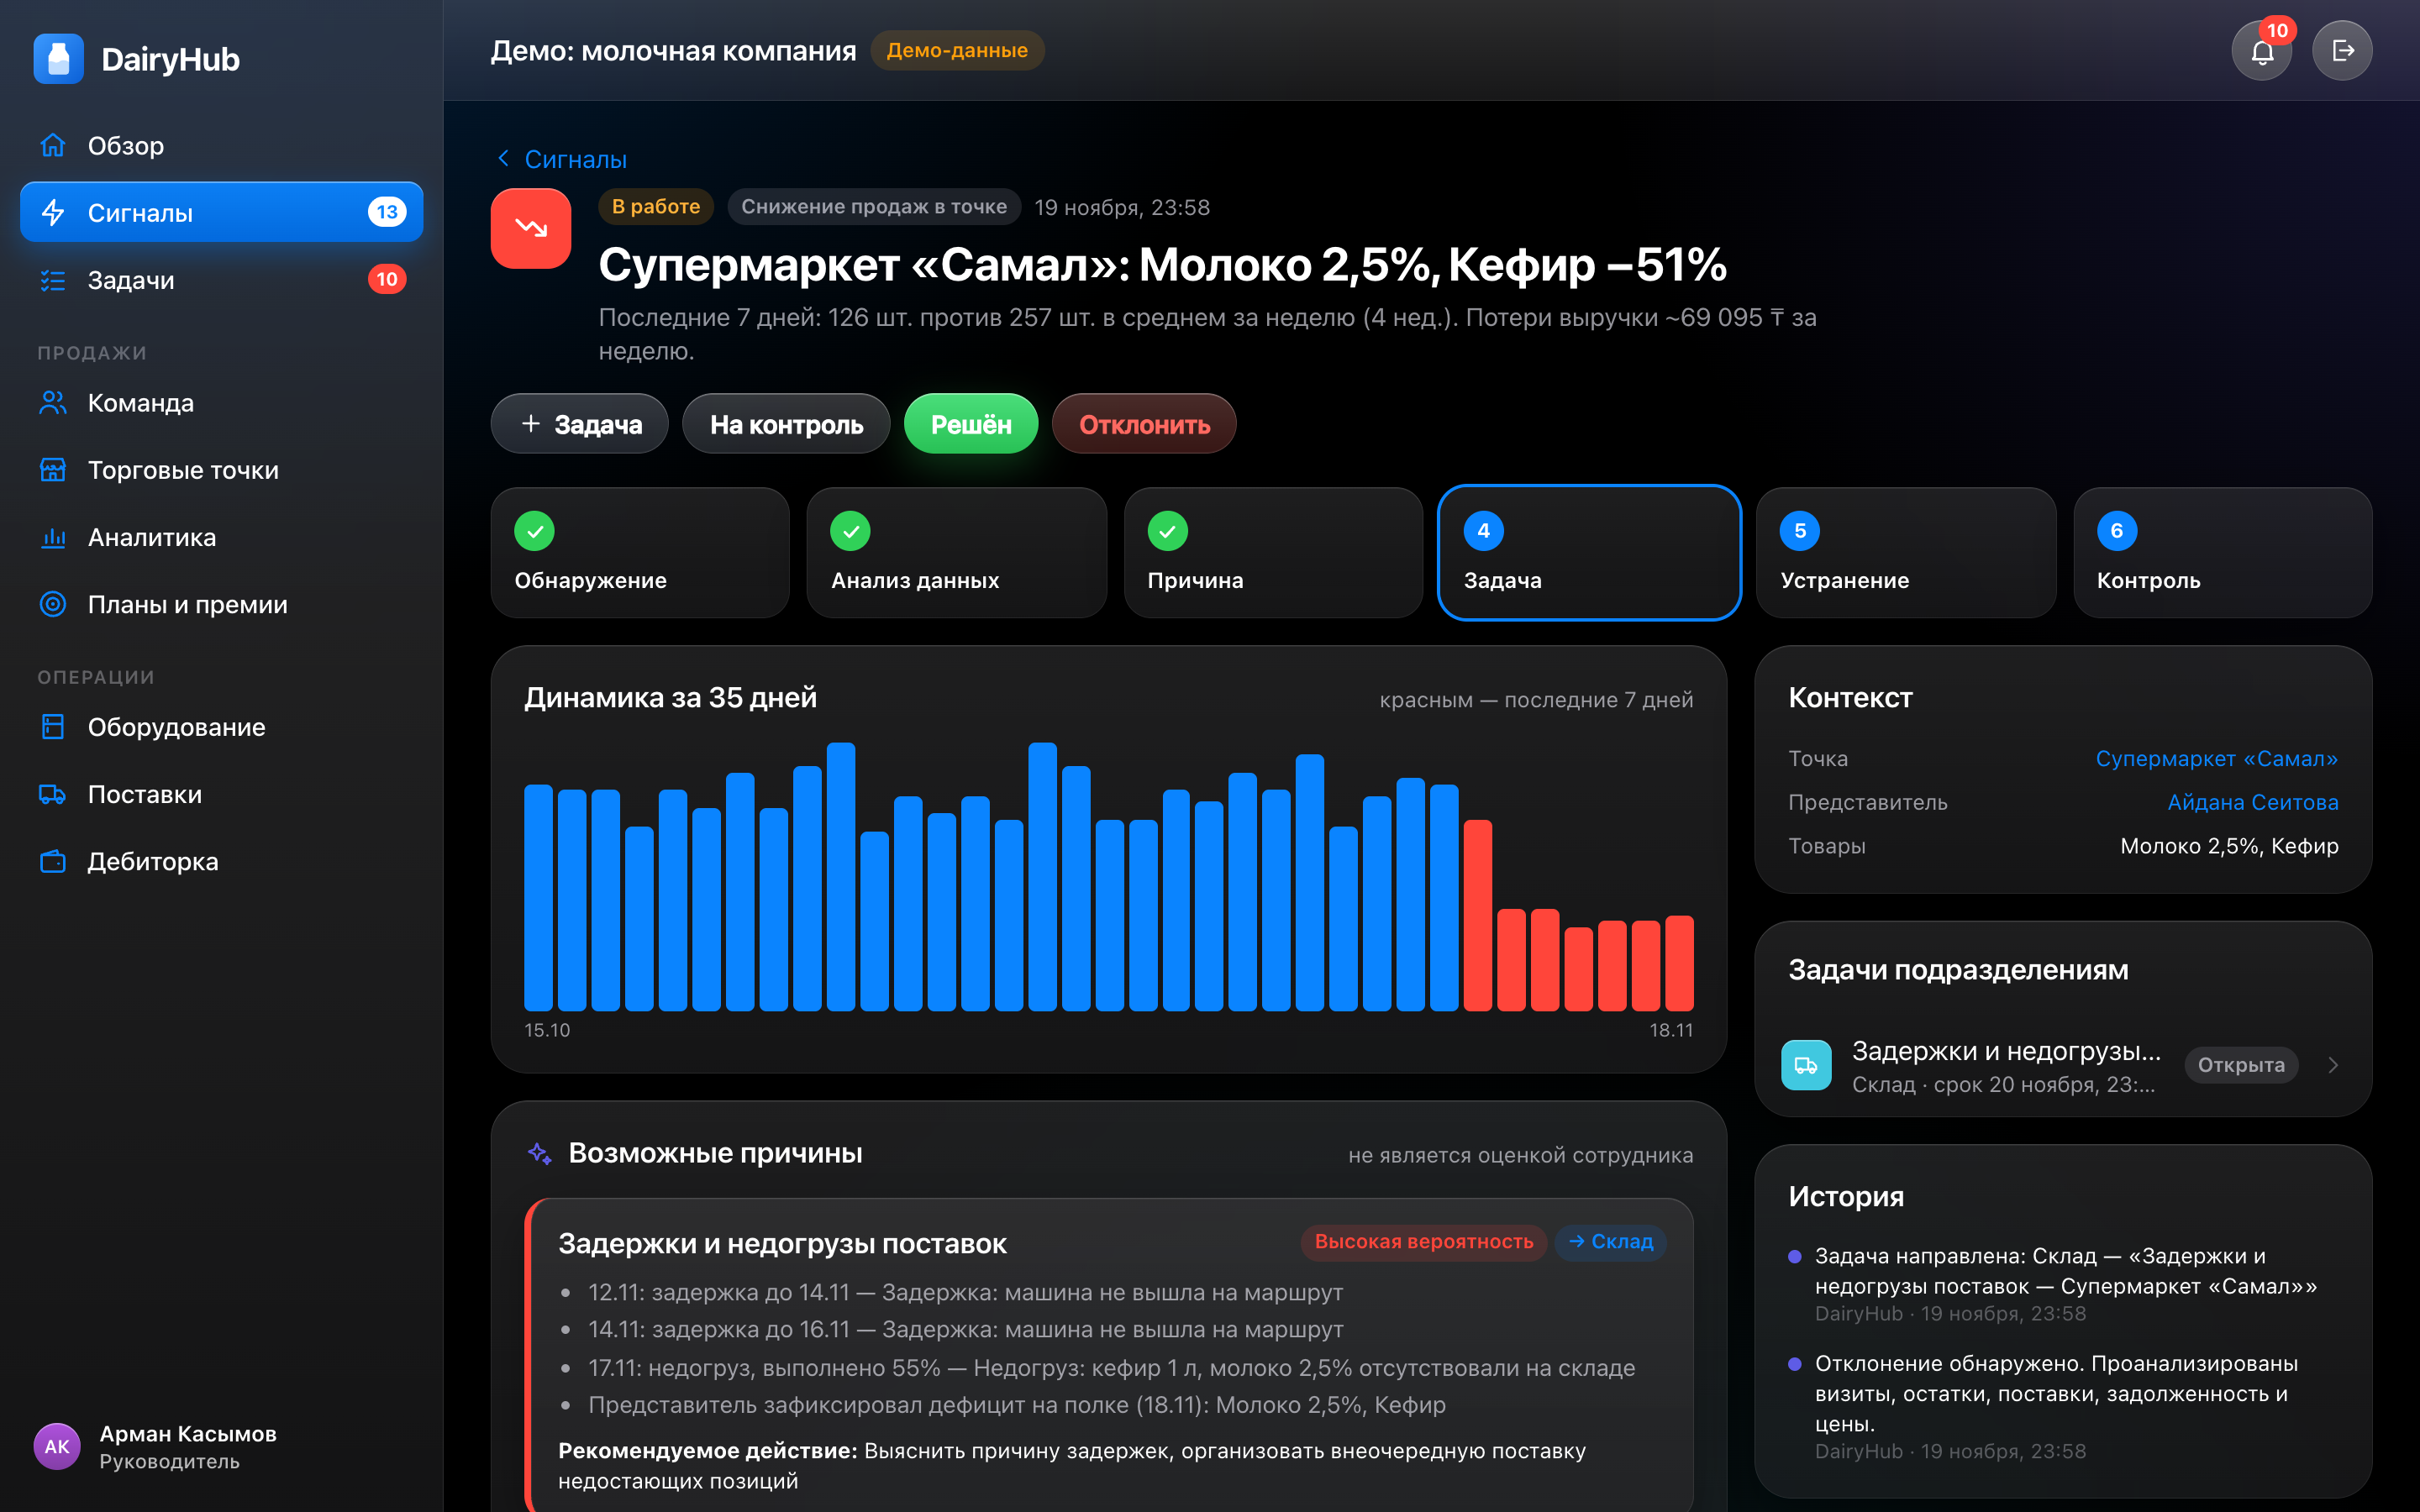 DairyHub
Обзор
Сигналы 13
Задачи 10
ПРОДАЖИ
Команда
Торговые точки
Аналитика
Планы и премии
ОПЕРАЦИИ
Оборудование
Поставки
Дебиторка
АК
Арман Касымов
Руководитель
Демо: молочная компания Демо-данные
10
Сигналы
В работе Снижение продаж в точке 19 ноября, 23:58
Супермаркет «Самал»: Молоко 2,5%, Кефир −51%
Последние 7 дней: 126 шт. против 257 шт. в среднем за неделю (4 нед.). Потери выручки ~69 095 ₸ за
неделю.
Задача На контроль Решён Отклонить
Обнаружение
Анализ данных
Причина
4
Задача
5
Устранение
6
Контроль
Динамика за 35 дней красным — последние 7 дней
15.10 18.11
Возможные причины не является оценкой сотрудника
Задержки и недогрузы поставок Высокая вероятность → Склад
• 12.11: задержка до 14.11 — Задержка: машина не вышла на маршрут
• 14.11: задержка до 16.11 — Задержка: машина не вышла на маршрут
• 17.11: недогруз, выполнено 55% — Недогруз: кефир 1 л, молоко 2,5% отсутствовали на складе
• Представитель зафиксировал дефицит на полке (18.11): Молоко 2,5%, Кефир
Рекомендуемое действие: Выяснить причину задержек, организовать внеочередную поставку
недостающих позиций
Контекст
Точка Супермаркет «Самал»
Представитель Айдана Сеитова
Товары Молоко 2,5%, Кефир
Задачи подразделениям
Задержки и недогрузы... Открыта
Склад · срок 20 ноября, 23:...
История
Задача направлена: Склад — «Задержки и
недогрузы поставок — Супермаркет «Самал»»
DairyHub · 19 ноября, 23:58
Отклонение обнаружено. Проанализированы
визиты, остатки, поставки, задолженность и
цены.
DairyHub · 19 ноября, 23:58